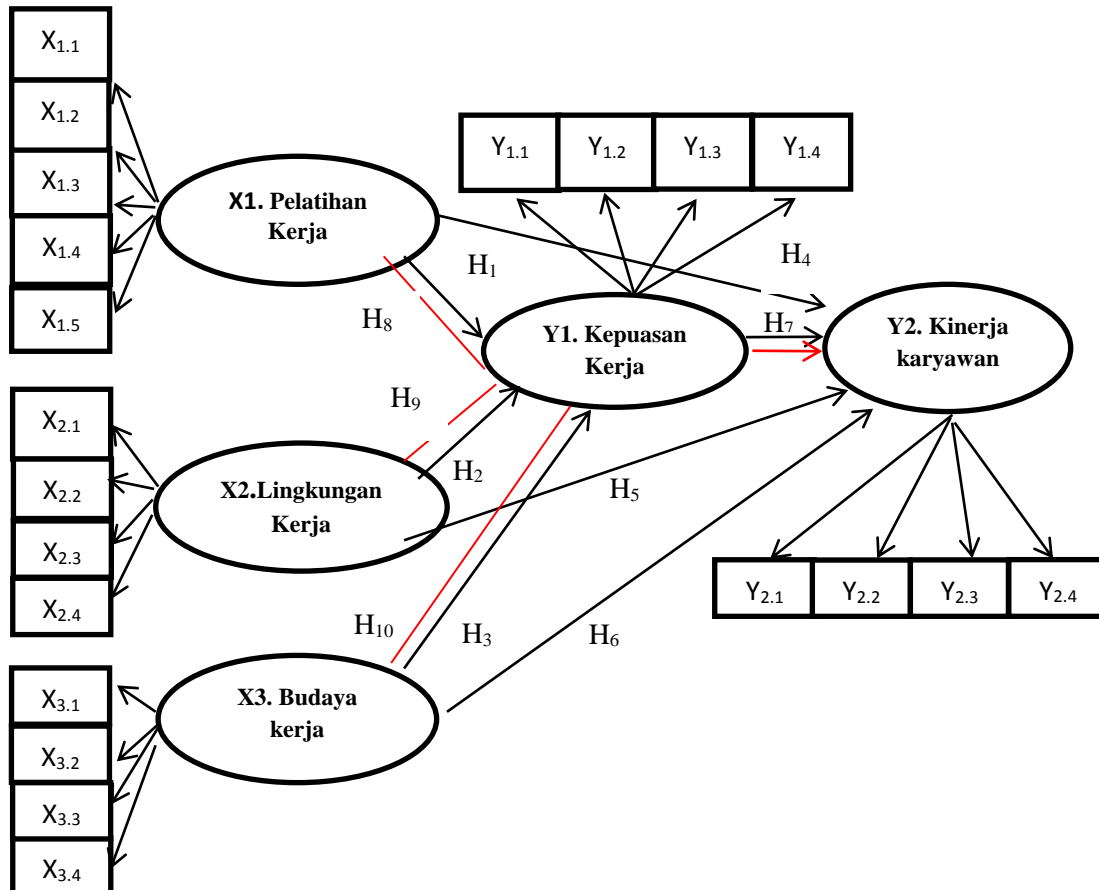 X1.1
X1.2
X1.3
X1.4
X1.5
X1. Pelatihan
Kerja
Y1.1 Y1.2 Y1.3 Y1.4
H1
H4
H8
H7
Y1. Kepuasan
Kerja
Y2. Kinerja
karyawan
H9
X2.1
X2.2
X2.3
X2.4
X2.Lingkungan
Kerja
H2
H5
Y2.1 Y2.2 Y2.3 Y2.4
H10
H3
H6
X3.1
X3.2
X3.3
X3.4
X3. Budaya
kerja